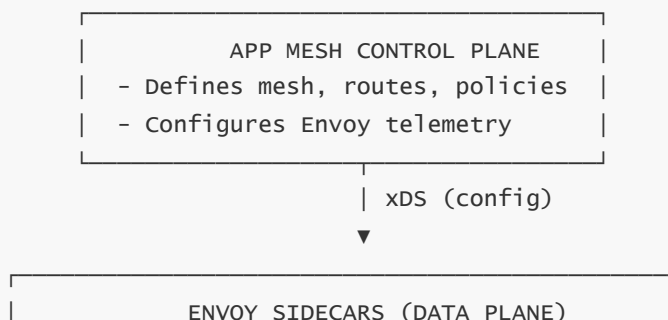 APP MESH CONTROL PLANE
- Defines mesh, routes, policies
- Configures Envoy telemetry
xDS (config)
ENVOY SIDECARS (DATA PLANE)